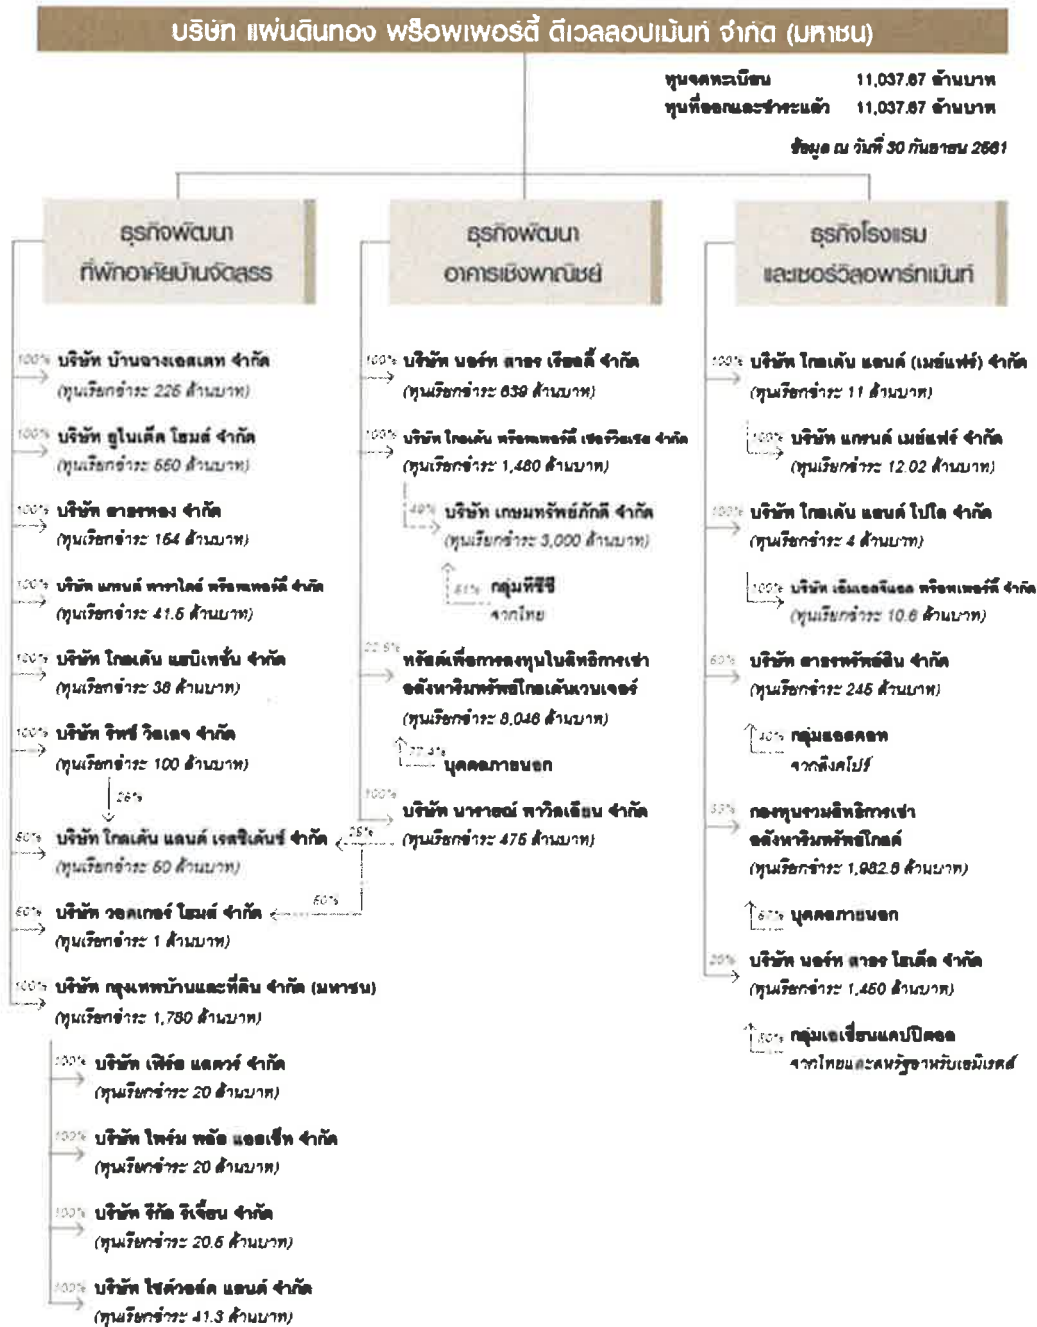 บริษัท แผ่นดินทอง พร็อพเพอร์ตี้ ดีเวลลอปเม้นท์ จำกัด (มหาชน)
ทุนจดทะเบียน 11,037.67 ล้านบาท
ทุนที่ออกและชำระแล้ว 11,037.67 ล้านบาท
ข้อมูล ณ วันที่ 30 กันยายน 2561
ธุรกิจพัฒนา
ที่พักอาศัยบ้านจัดสรร
100% บริษัท บ้านฉางเอสเตท จำกัด
(ทุนเรียกชำระ 225 ล้านบาท)
100% บริษัท ยูไนเต็ด โฮมส์ จำกัด
(ทุนเรียกชำระ 550 ล้านบาท)
100% บริษัท สาธรทอง จำกัด
(ทุนเรียกชำระ 164 ล้านบาท)
100% บริษัท แกรนด์ พาราไดส์ พร็อพเพอร์ตี้ จำกัด
(ทุนเรียกชำระ 41.5 ล้านบาท)
100% บริษัท โกลเด้น แฮบิเทชั่น จำกัด
(ทุนเรียกชำระ 38 ล้านบาท)
100% บริษัท ริทซ์ วิลเลจ จำกัด
(ทุนเรียกชำระ 100 ล้านบาท)
25%
50% บริษัท โกลเด้น แลนด์ เรสซิเด้นซ์ จำกัด
(ทุนเรียกชำระ 50 ล้านบาท)
50% บริษัท วอคเกอร์ โฮมส์ จำกัด
(ทุนเรียกชำระ 1 ล้านบาท)
100% บริษัท กรุงเทพบ้านและที่ดิน จำกัด (มหาชน)
(ทุนเรียกชำระ 1,780 ล้านบาท)
100% บริษัท เฟิร์ส แสควร์ จำกัด
(ทุนเรียกชำระ 20 ล้านบาท)
100% บริษัท ไพร์ม พลัส แอสเซ็ท จำกัด
(ทุนเรียกชำระ 20 ล้านบาท)
100% บริษัท รีกัล รีเจี้ยน จำกัด
(ทุนเรียกชำระ 20.5 ล้านบาท)
100% บริษัท ไซด์วอล์ค แลนด์ จำกัด
(ทุนเรียกชำระ 41.3 ล้านบาท)
ธุรกิจพัฒนา
อาคารเชิงพาณิชย์
100% บริษัท นอร์ท สาธร เรียลตี้ จำกัด
(ทุนเรียกชำระ 639 ล้านบาท)
100% บริษัท โกลเด้น พร็อพเพอร์ตี้ เซอร์วิสเซส จำกัด
(ทุนเรียกชำระ 1,480 ล้านบาท)
49% บริษัท เกษมทรัพย์ภักดี จำกัด
(ทุนเรียกชำระ 3,000 ล้านบาท)
51% กลุ่มทีซีซี
จากไทย
22.6% ทรัสต์เพื่อการลงทุนในสิทธิการเช่า
อสังหาริมทรัพย์โกลเด้นเวนเจอร์
(ทุนเรียกชำระ 8,046 ล้านบาท)
77.4% บุคคลภายนอก
100% บริษัท นารายณ์ พาวิลเลียน จำกัด
25% (ทุนเรียกชำระ 475 ล้านบาท)
50%
ธุรกิจโรงแรม
และเซอร์วิสอพาร์ทเม้นท์
100% บริษัท โกลเด้น แลนด์ (เมย์แฟร์) จำกัด
(ทุนเรียกชำระ 11 ล้านบาท)
100% บริษัท แกรนด์ เมย์แฟร์ จำกัด
(ทุนเรียกชำระ 12.02 ล้านบาท)
100% บริษัท โกลเด้น แลนด์ โปโล จำกัด
(ทุนเรียกชำระ 4 ล้านบาท)
100% บริษัท เอ็มเอสจีแอล พร็อพเพอร์ตี้ จำกัด
(ทุนเรียกชำระ 10.6 ล้านบาท)
60% บริษัท สาธรทรัพย์สิน จำกัด
(ทุนเรียกชำระ 245 ล้านบาท)
40% กลุ่มแอสคอท
จากสิงคโปร์
33% กองทุนรวมสิทธิการเช่า
อสังหาริมทรัพย์โกลด์
(ทุนเรียกชำระ 1,982.8 ล้านบาท)
67% บุคคลภายนอก
20% บริษัท นอร์ท สาธร โฮเต็ล จำกัด
(ทุนเรียกชำระ 1,450 ล้านบาท)
80% กลุ่มเอเชี่ยนแคปปิตอล
จากไทยและสหรัฐอาหรับเอมิเรตส์